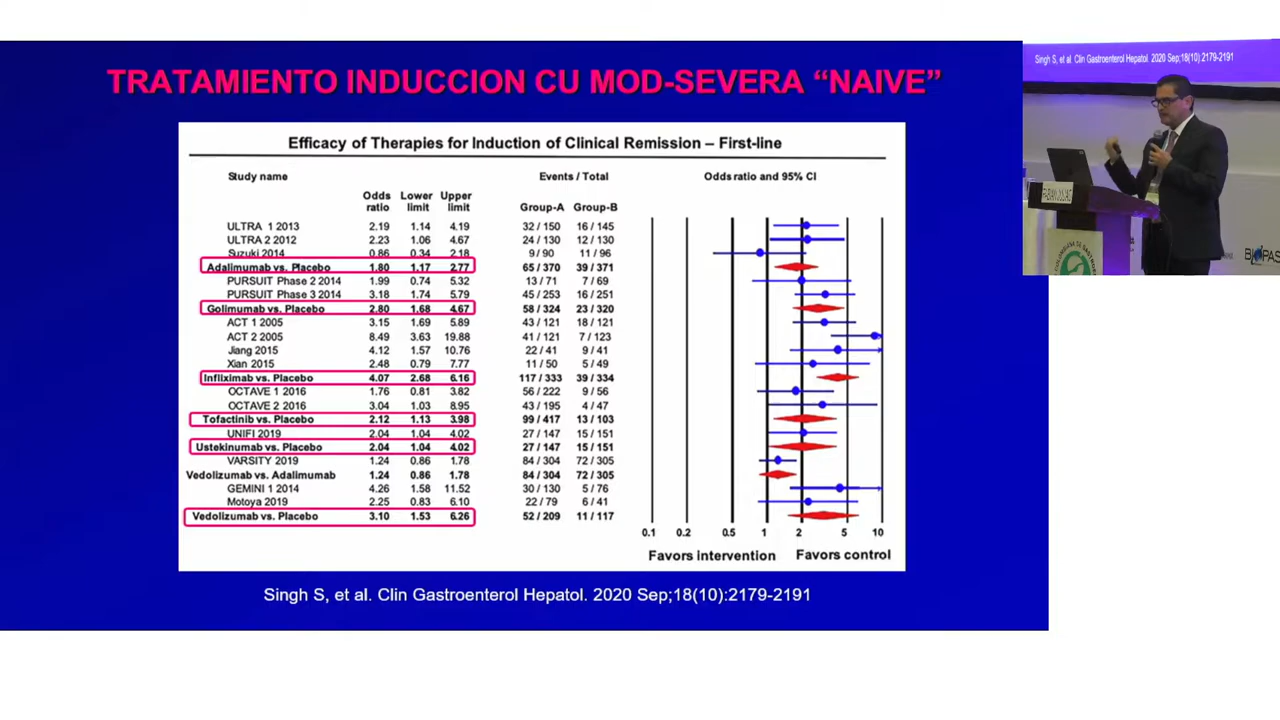 TRATAMIENTO INDUCCION CU MOD-SEVERA “NAIVE”
Efficacy of Therapies for Induction of Clinical Remission – First-line
Study name Events / Total Odds ratio and 95% CI
Odds ratio Lower limit Upper limit Group-A Group-B
ULTRA 1 2013 2.19 1.14 4.19 32 / 150 16 / 145
ULTRA 2 2012 2.23 1.06 4.67 24 / 130 12 / 130
Suzuki 2014 0.86 0.34 2.18 9 / 90 11 / 96
Adalimumab vs. Placebo 1.80 1.17 2.77 65 / 370 39 / 371
PURSUIT Phase 2 2014 1.99 0.74 5.32 13 / 71 7 / 69
PURSUIT Phase 3 2014 3.18 1.74 5.79 45 / 253 16 / 251
Golimumab vs. Placebo 2.80 1.68 4.67 58 / 324 23 / 320
ACT 1 2005 3.15 1.69 5.89 43 / 121 18 / 121
ACT 2 2005 8.49 3.63 19.88 41 / 121 7 / 123
Jiang 2015 4.12 1.57 10.76 22 / 41 9 / 41
Xian 2015 2.48 0.79 7.77 11 / 50 5 / 49
Infliximab vs. Placebo 4.07 2.68 6.16 117 / 333 39 / 334
OCTAVE 1 2016 1.76 0.81 3.82 56 / 222 9 / 56
OCTAVE 2 2016 3.04 1.03 8.95 43 / 195 4 / 47
Tofactinib vs. Placebo 2.12 1.13 3.98 99 / 417 13 / 103
UNIFI 2019 2.04 1.04 4.02 27 / 147 15 / 151
Ustekinumab vs. Placebo 2.04 1.04 4.02 27 / 147 15 / 151
VARSITY 2019 1.24 0.86 1.78 84 / 304 72 / 305
Vedolizumab vs. Adalimumab 1.24 0.86 1.78 84 / 304 72 / 305
GEMINI 1 2014 4.26 1.58 11.52 30 / 130 5 / 76
Motoya 2019 2.25 0.83 6.10 22 / 79 6 / 41
Vedolizumab vs. Placebo 3.10 1.53 6.26 52 / 209 11 / 117
0.1 0.2 0.5 1 2 5 10
Favors intervention Favors control
Singh S, et al. Clin Gastroenterol Hepatol. 2020 Sep;18(10):2179-2191
Singh S, et al. Clin Gastroenterol Hepatol. 2020 Sep;18(10):2179-2191